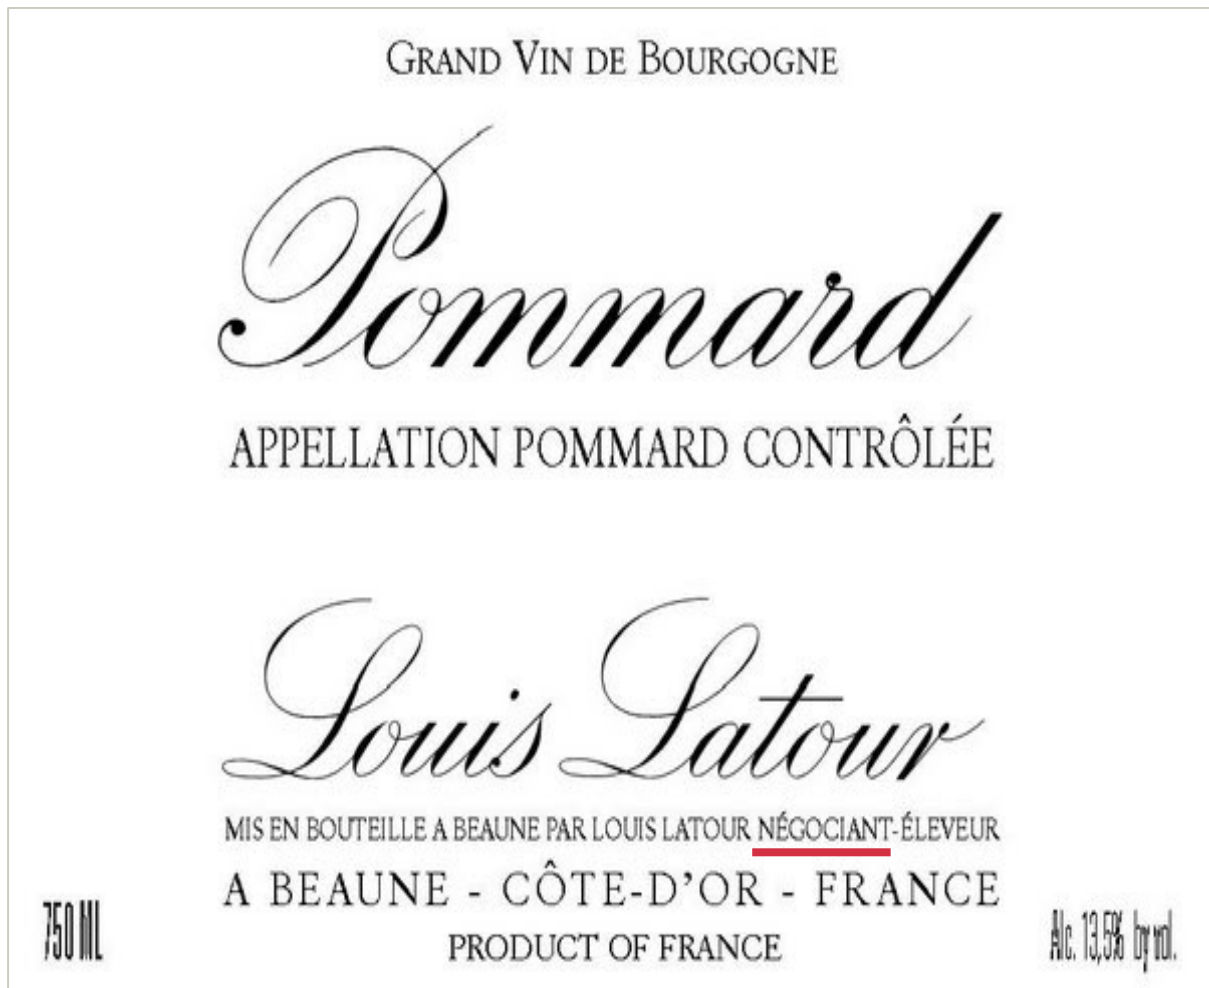 GRAND VIN DE BOURGOGNE
Pommard
APPELLATION POMMARD CONTRÔLÉE
Louis Latour
MIS EN BOUTEILLE A BEAUNE PAR LOUIS LATOUR NÉGOCIANT-ÉLEVEUR
A BEAUNE - CÔTE-D'OR - FRANCE
750 ML
PRODUCT OF FRANCE
Alc. 13,5% by vol.